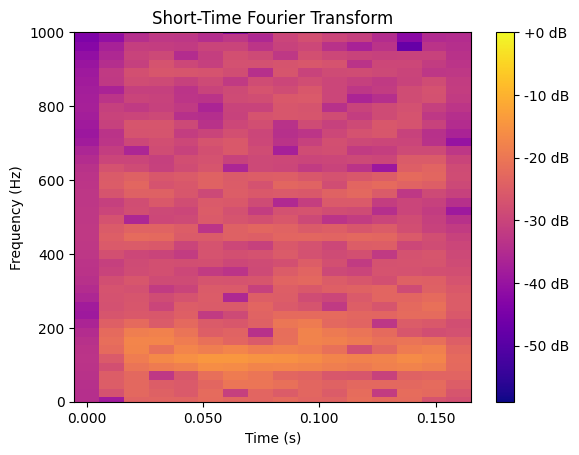 Short-Time Fourier Transform
1000
800
600
400
200
0
Frequency (Hz)
0.000
0.050
0.100
0.150
Time (s)
+0 dB
-10 dB
-20 dB
-30 dB
-40 dB
-50 dB